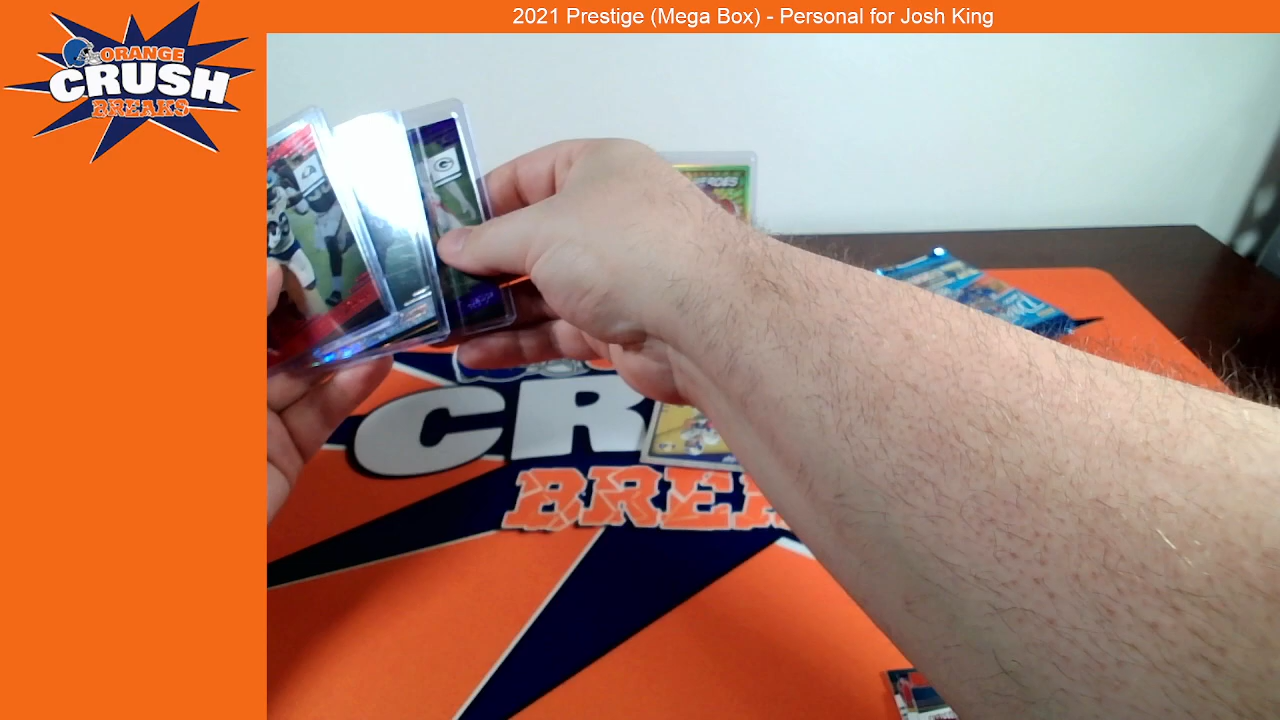 2021 Prestige (Mega Box) - Personal for Josh King
ORANGE
CRUSH
BREAKS
G
CR
BREA